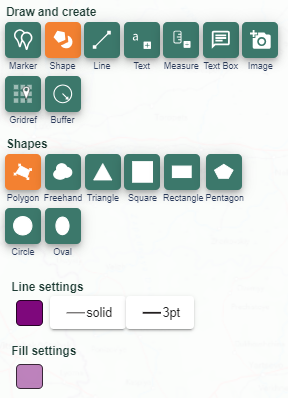 Draw and create
Marker Shape Line Text Measure Text Box Image
Gridref Buffer
Shapes
Polygon Freehand Triangle Square Rectangle Pentagon
Circle Oval
Line settings
solid 3pt
Fill settings